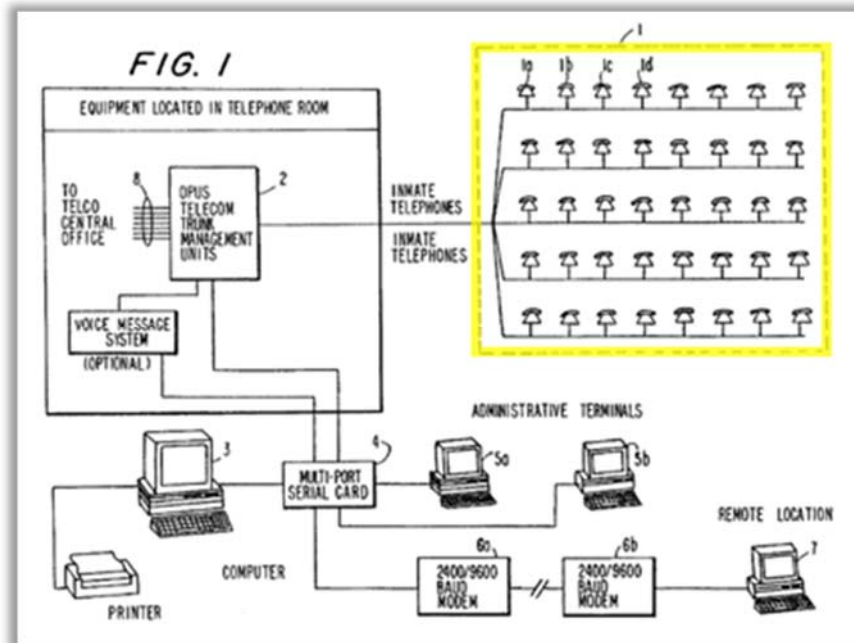 FIG. 1
1
1a 1b 1c 1d
EQUIPMENT LOCATED IN TELEPHONE ROOM
TO
TELCO
CENTRAL
OFFICE
8
OPUS
TELECOM
TRUNK
MANAGEMENT
UNITS
2
INMATE
TELEPHONES
INMATE
TELEPHONES
VOICE MESSAGE
SYSTEM
(OPTIONAL)
ADMINISTRATIVE TERMINALS
3
MULTI-PORT
SERIAL CARD
4
5a
5b
REMOTE LOCATION
COMPUTER
PRINTER
6a
2400/9600
BAUD
MODEM
6b
2400/9600
BAUD
MODEM
7